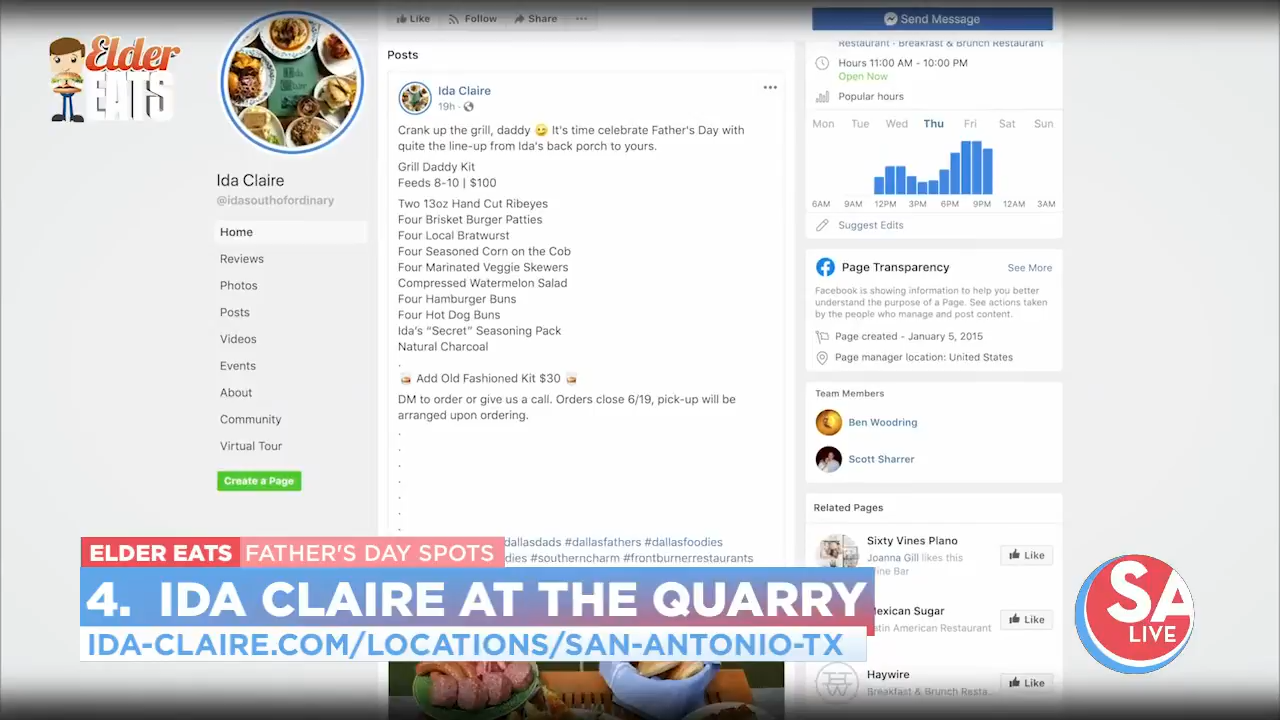 Elder
EATS
Ida Claire
@idasouthofordinary
Home
Reviews
Photos
Posts
Videos
Events
About
Community
Virtual Tour
Create a Page
Like Follow Share ...
Posts
Ida Claire
19h ·
Crank up the grill, daddy It's time celebrate Father's Day with
quite the line-up from Ida's back porch to yours.
Grill Daddy Kit
Feeds 8-10 | $100
Two 13oz Hand Cut Ribeyes
Four Brisket Burger Patties
Four Local Bratwurst
Four Seasoned Corn on the Cob
Four Marinated Veggie Skewers
Compressed Watermelon Salad
Four Hamburger Buns
Four Hot Dog Buns
Ida's “Secret” Seasoning Pack
Natural Charcoal
.
Add Old Fashioned Kit $30
DM to order or give us a call. Orders close 6/19, pick-up will be
arranged upon ordering.
.
.
.
.
.
.
.
dallasdads #dallasfathers #dallasfoodies
dies #southerncharm #frontburnerrestaurants
Send Message
Restaurant · Breakfast & Brunch Restaurant
Hours 11:00 AM - 10:00 PM
Open Now
Popular hours
Mon Tue Wed Thu Fri Sat Sun
6AM 9AM 12PM 3PM 6PM 9PM 12AM 3AM
Suggest Edits
Page Transparency See More
Facebook is showing information to help you better
understand the purpose of a Page. See actions taken
by the people who manage and post content.
Page created - January 5, 2015
Page manager location: United States
Team Members
Ben Woodring
Scott Sharrer
Related Pages
Sixty Vines Plano
Joanna Gill likes this
Wine Bar
Like
Mexican Sugar
Latin American Restaurant
Like
Haywire
Breakfast & Brunch Resta...
Like
ELDER EATS FATHER'S DAY SPOTS
4. IDA CLAIRE AT THE QUARRY
IDA-CLAIRE.COM/LOCATIONS/SAN-ANTONIO-TX
SA
LIVE